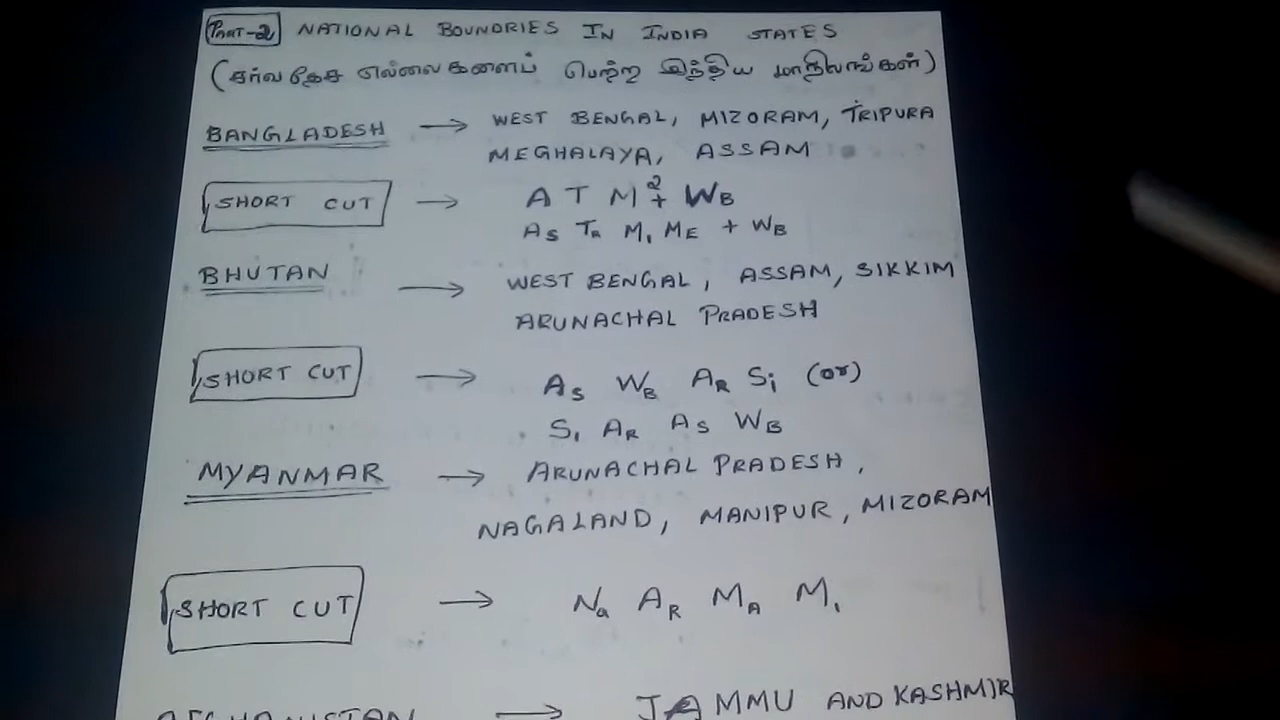 PART-2 NATIONAL BOUNDRIES IN INDIA STATES
(சர்வதேச எல்லைகளைப் பெற்ற இந்திய மாநிலங்கள்)
BANGLADESH → WEST BENGAL, MIZORAM, TRIPURA
MEGHALAYA, ASSAM
SHORT CUT → A T M² + WB
AS TR Mi ME + WB
BHUTAN → WEST BENGAL, ASSAM, SIKKIM
ARUNACHAL PRADESH
SHORT CUT → AS WB AR Si (or)
Si AR AS WB
MYANMAR → ARUNACHAL PRADESH,
NAGALAND, MANIPUR, MIZORAM
SHORT CUT → Na AR MA Mi
AFGHANISTAN → JAMMU AND KASHMIR